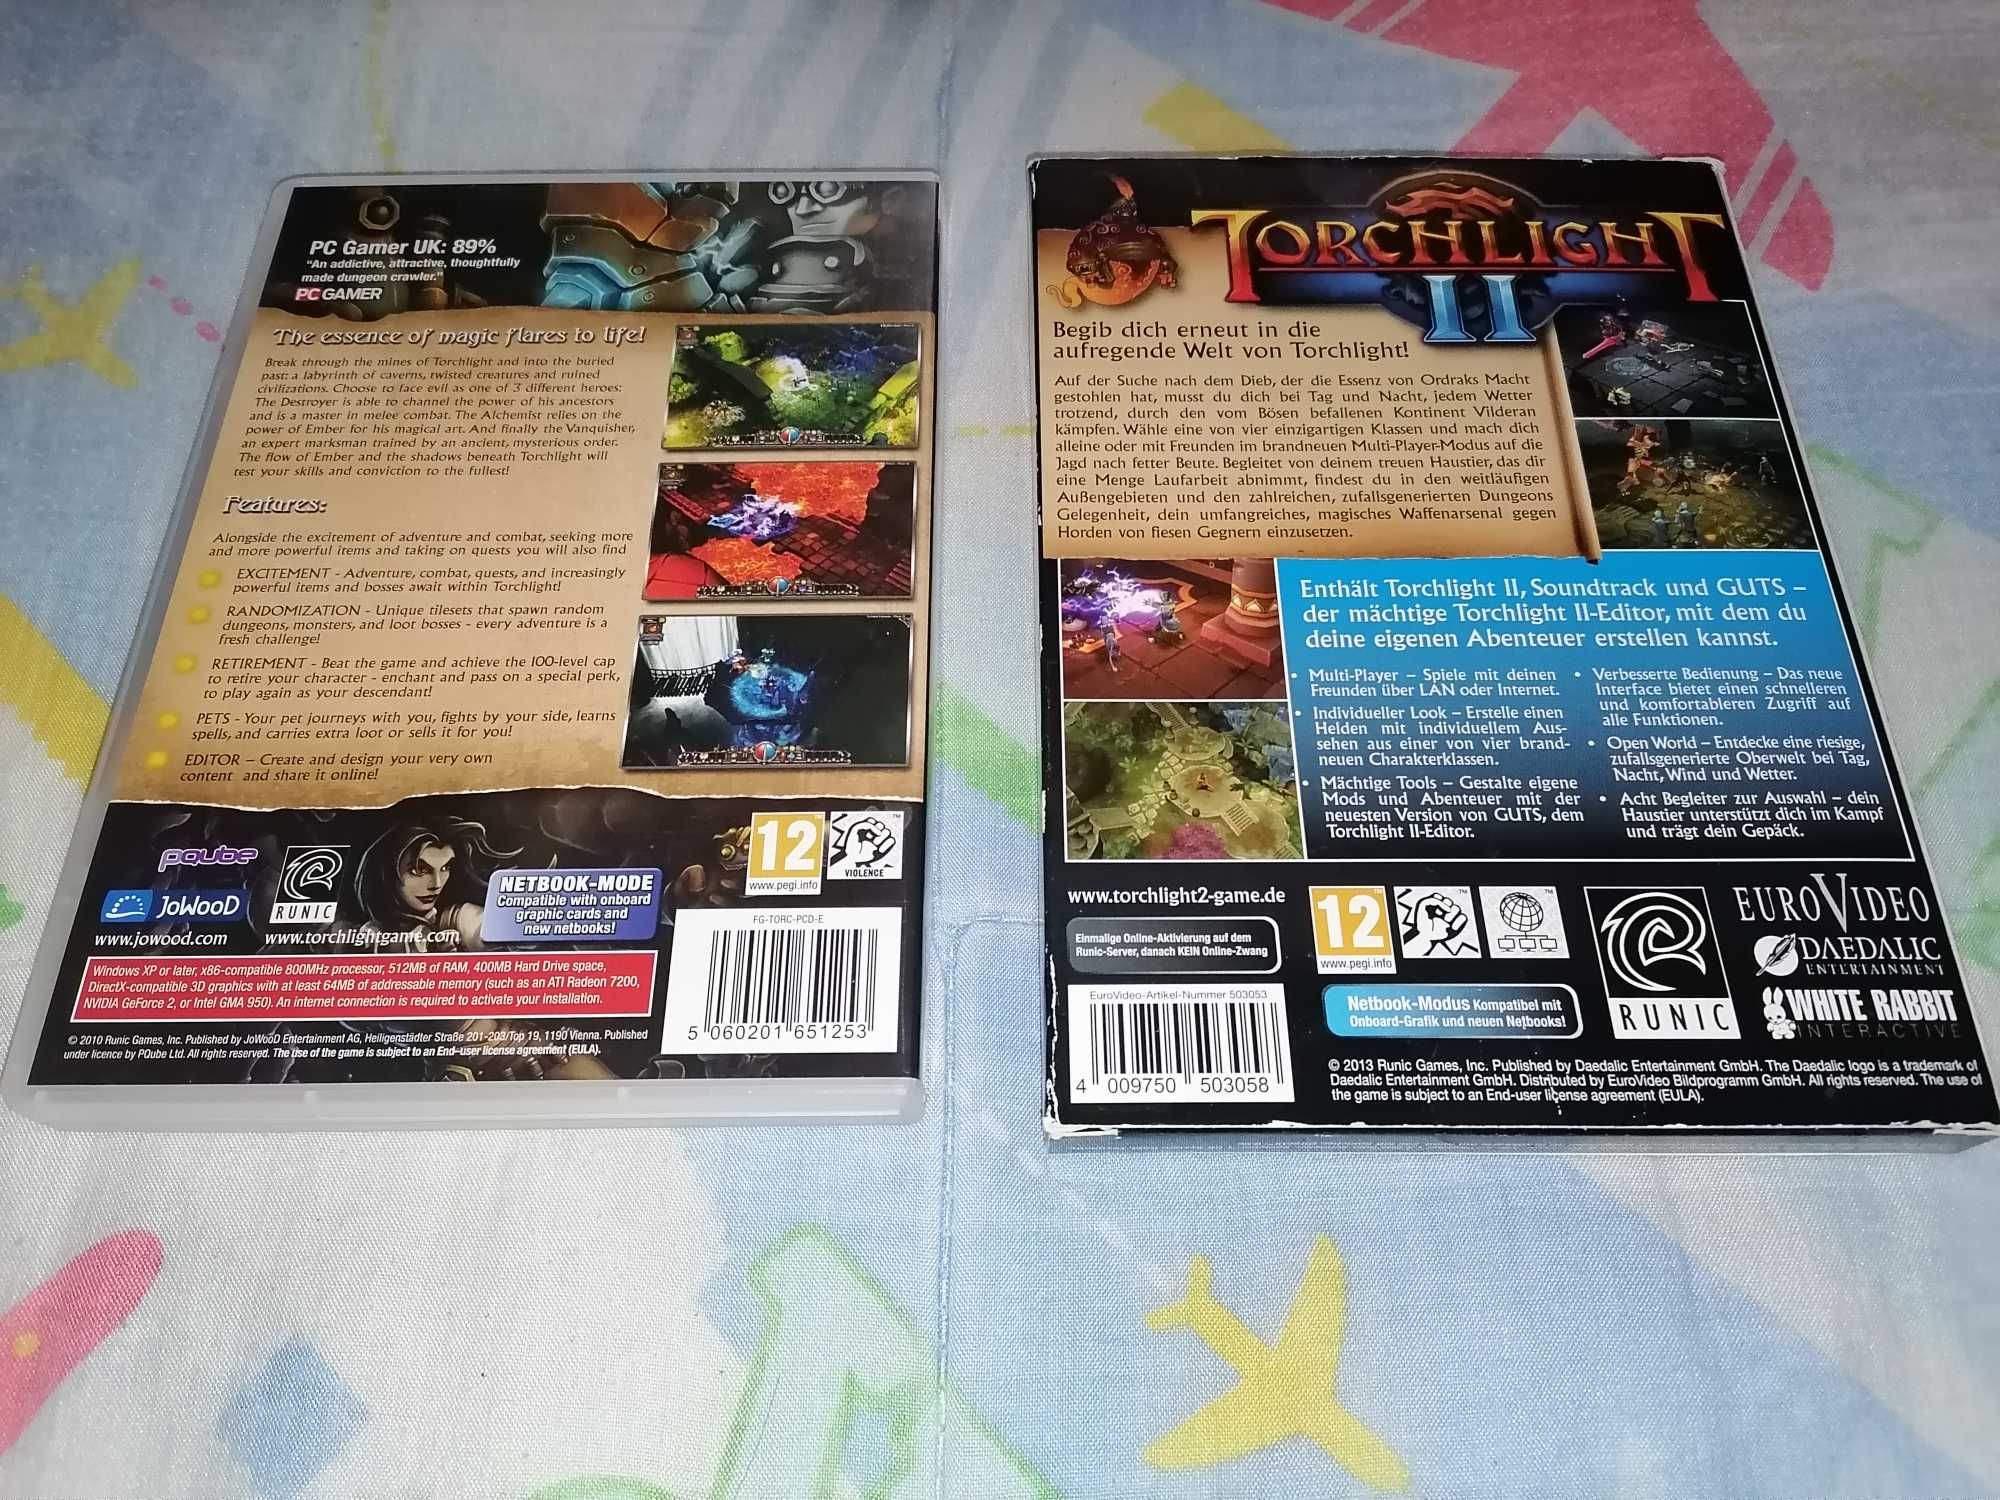 PC Gamer UK: 89%
"An addictive, attractive, thoughtfully
made dungeon crawler."
PC GAMER
The essence of magic flares to life!
Break through the mines of Torchlight and into the buried
past: a labyrinth of caverns, twisted creatures and ruined
civilizations. Choose to face evil as one of 3 different heroes:
The Destroyer is able to channel the power of his ancestors
and is a master in melee combat. The Alchemist relies on the
power of Ember for his magical art. And finally the Vanquisher,
an expert marksman trained by an ancient, mysterious order.
The flow of Ember and the shadows beneath Torchlight will
test your skills and conviction to the fullest!
Features:
Alongside the excitement of adventure and combat, seeking more
and more powerful items and taking on quests you will also find
EXCITEMENT - Adventure, combat, quests, and increasingly
powerful items and bosses await within Torchlight!
RANDOMIZATION - Unique tilesets that spawn random
dungeons, monsters, and loot bosses - every adventure is a
fresh challenge!
RETIREMENT - Beat the game and achieve the 100-level cap
to retire your character - enchant and pass on a special perk,
to play again as your descendant!
PETS - Your pet journeys with you, fights by your side, learns
spells, and carries extra loot or sells it for you!
EDITOR – Create and design your very own
content and share it online!
pqube
JoWooD
www.jowood.com
RUNIC
www.torchlightgame.com
NETBOOK-MODE
Compatible with onboard
graphic cards and
new netbooks!
12
www.pegi.info
VIOLENCE
FG-TORC-PCD-E
5 060201 651253
Windows XP or later, x86-compatible 800MHz processor, 512MB of RAM, 400MB Hard Drive space,
DirectX-compatible 3D graphics with at least 64MB of addressable memory (such as an ATI Radeon 7200,
NVIDIA GeForce 2, or Intel GMA 950). An internet connection is required to activate your installation.
© 2010 Runic Games, Inc. Published by JoWooD Entertainment AG, Heiligenstädter Straße 201-203/Top 19, 1190 Vienna. Published
under licence by PQube Ltd. All rights reserved. The use of the game is subject to an End-user license agreement (EULA).
TORCHLIGHT
II
Begib dich erneut in die
aufregende Welt von Torchlight!
Auf der Suche nach dem Dieb, der die Essenz von Ordraks Macht
gestohlen hat, musst du dich bei Tag und Nacht, jedem Wetter
trotzend, durch den vom Bösen befallenen Kontinent Vilderan
kämpfen. Wähle eine von vier einzigartigen Klassen und mach dich
alleine oder mit Freunden im brandneuen Multi-Player-Modus auf die
Jagd nach fetter Beute. Begleitet von deinem treuen Haustier, das dir
eine Menge Laufarbeit abnimmt, findest du in den weitläufigen
Außengebieten und den zahlreichen, zufallsgenerierten Dungeons
Gelegenheit, dein umfangreiches, magisches Waffenarsenal gegen
Horden von fiesen Gegnern einzusetzen.
Enthält Torchlight II, Soundtrack und GUTS –
der mächtige Torchlight II-Editor, mit dem du
deine eigenen Abenteuer erstellen kannst.
• Multi-Player – Spiele mit deinen
Freunden über LAN oder Internet.
• Individueller Look – Erstelle einen
Helden mit individuellem Aus-
sehen aus einer von vier brand-
neuen Charakterklassen.
• Mächtige Tools – Gestalte eigene
Mods und Abenteuer mit der
neuesten Version von GUTS, dem
Torchlight II-Editor.
• Verbesserte Bedienung – Das neue
Interface bietet einen schnelleren
und komfortableren Zugriff auf
alle Funktionen.
• Open World – Entdecke eine riesige,
zufallsgenerierte Oberwelt bei Tag,
Nacht, Wind und Wetter.
• Acht Begleiter zur Auswahl – dein
Haustier unterstützt dich im Kampf
und trägt dein Gepäck.
www.torchlight2-game.de
Einmalige Online-Aktivierung auf dem
Runic-Server, danach KEIN Online-Zwang
12
www.pegi.info
RUNIC
EUROVIDEO
DAEDALIC
ENTERTAINMENT
WHITE RABBIT
INTERACTIVE
EuroVideo-Artikel-Nummer 503053
4 009750 503058
Netbook-Modus Kompatibel mit
Onboard-Grafik und neuen Netbooks!
© 2013 Runic Games, Inc. Published by Daedalic Entertainment GmbH. The Daedalic logo is a trademark of
Daedalic Entertainment GmbH. Distributed by EuroVideo Bildprogramm GmbH. All rights reserved. The use of
the game is subject to an End-user license agreement (EULA).